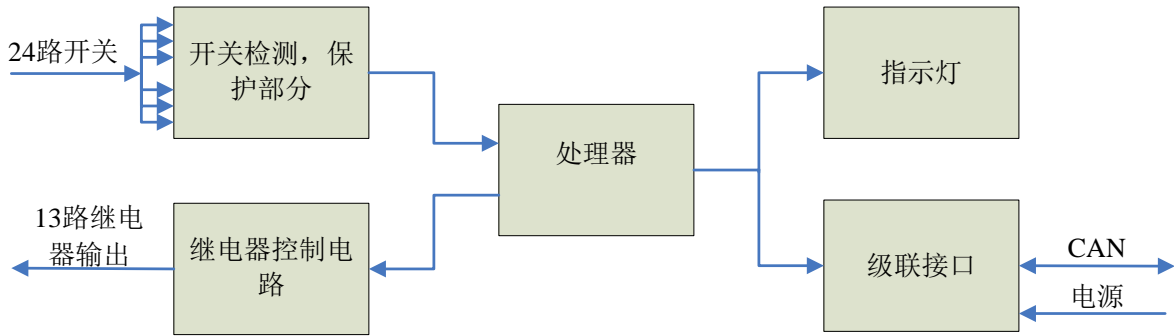 24路开关
开关检测，保
护部分
处理器
指示灯
13路继电
器输出
继电器控制电
路
级联接口
CAN
电源